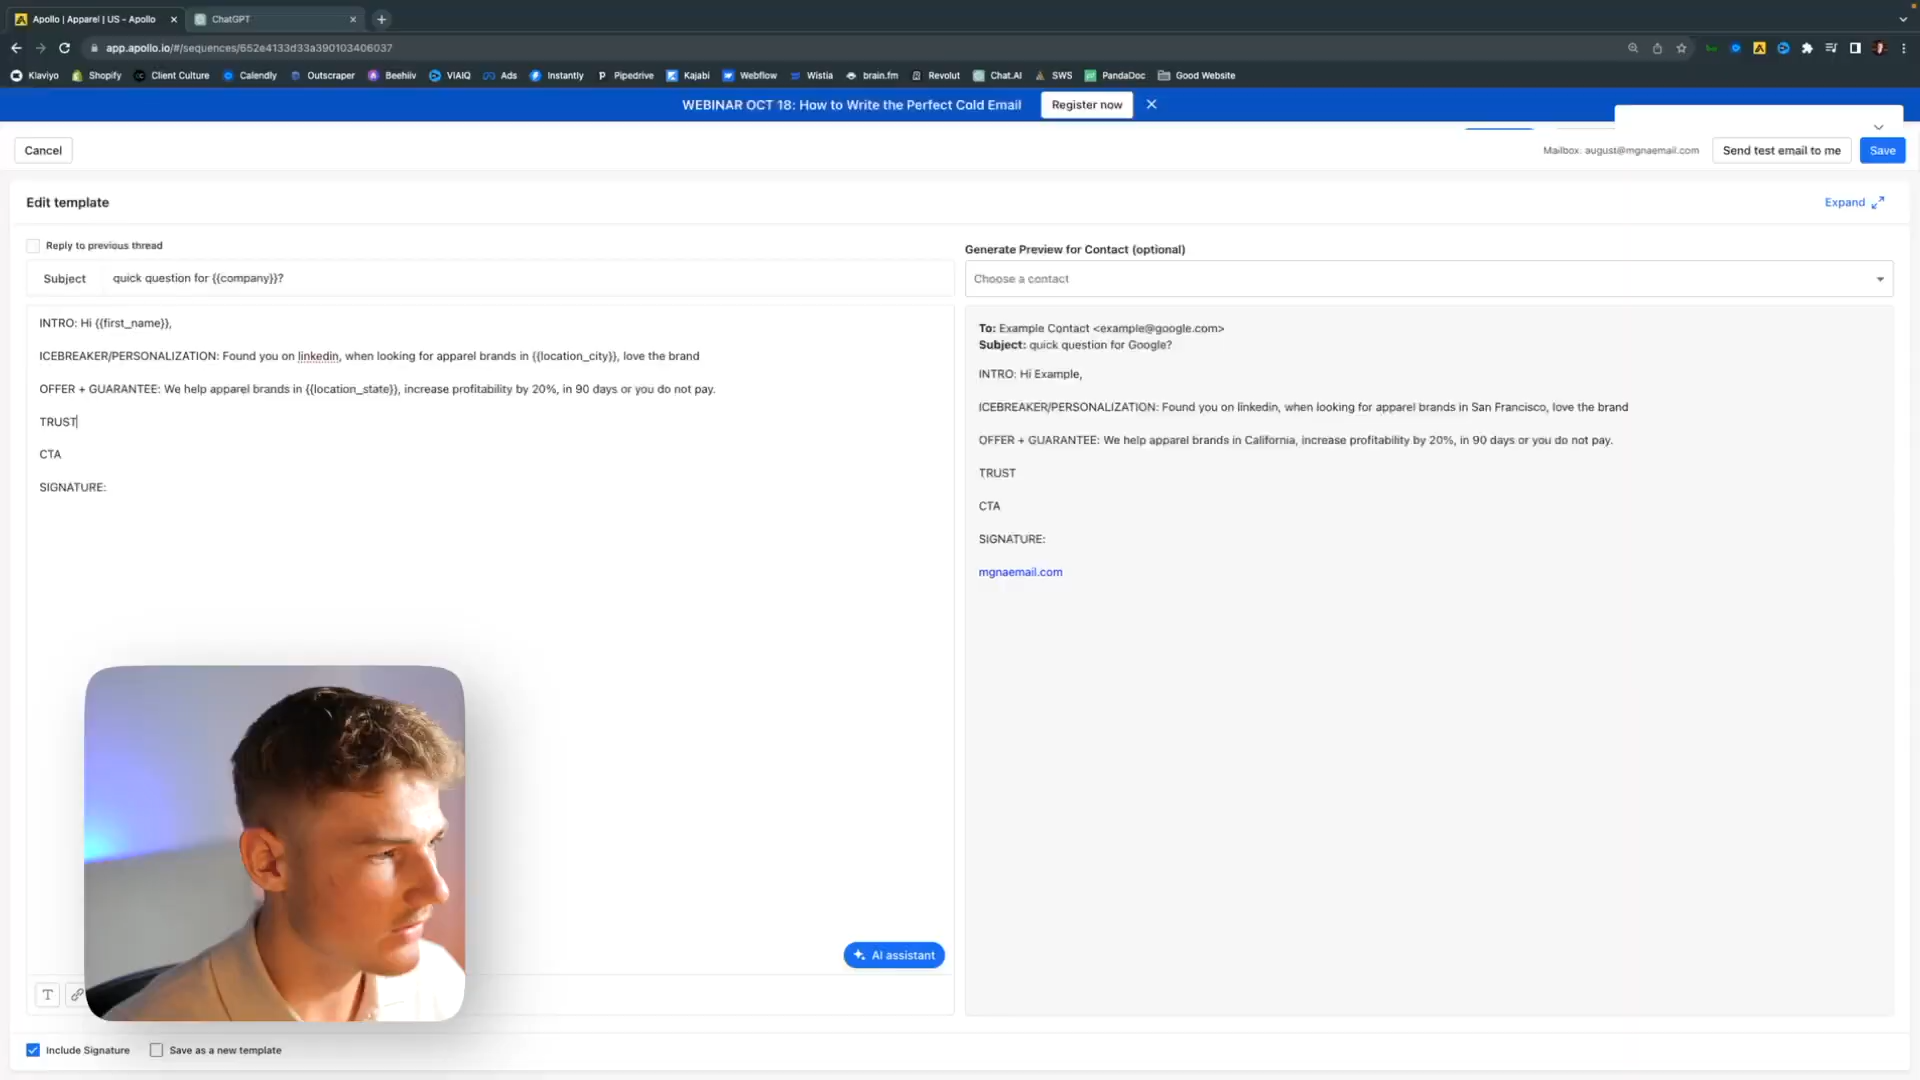 Apollo | Apparel | US - Apollo
ChatGPT
app.apollo.io/#/sequences/652e4133d33a390103406037
Klaviyo Shopify Client Culture Calendly Outscraper Beehiiv VIAIQ Ads Instantly Pipedrive Kajabi Webflow Wistia brain.fm Revolut Chat.AI SWS PandaDoc Good Website
WEBINAR OCT 18: How to Write the Perfect Cold Email Register now
Cancel
Mailbox: august@mgnaemail.com Send test email to me Save
Edit template
Expand
Reply to previous thread
Subject quick question for {{company}}?
INTRO: Hi {{first_name}},
ICEBREAKER/PERSONALIZATION: Found you on linkedin, when looking for apparel brands in {{location_city}}, love the brand
OFFER + GUARANTEE: We help apparel brands in {{location_state}}, increase profitability by 20%, in 90 days or you do not pay.
TRUST
CTA
SIGNATURE:
AI assistant
Include Signature Save as a new template
Generate Preview for Contact (optional)
Choose a contact
To: Example Contact <example@google.com>
Subject: quick question for Google?
INTRO: Hi Example,
ICEBREAKER/PERSONALIZATION: Found you on linkedin, when looking for apparel brands in San Francisco, love the brand
OFFER + GUARANTEE: We help apparel brands in California, increase profitability by 20%, in 90 days or you do not pay.
TRUST
CTA
SIGNATURE:
mgnaemail.com